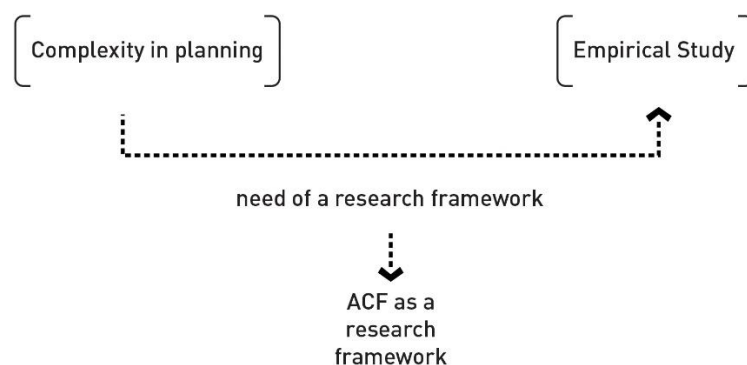 Complexity in planning
Empirical Study
need of a research framework
ACF as a
research
framework